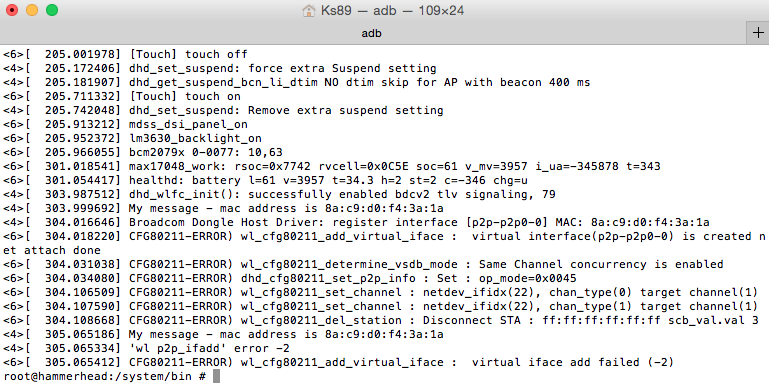 Ks89 — adb — 109×24
adb
+
<6>[  205.001978] [Touch] touch off
<4>[  205.172406] dhd_set_suspend: force extra Suspend setting
<4>[  205.181907] dhd_get_suspend_bcn_li_dtim NO dtim skip for AP with beacon 400 ms
<6>[  205.711332] [Touch] touch on
<4>[  205.742048] dhd_set_suspend: Remove extra suspend setting
<6>[  205.913212] mdss_dsi_panel_on
<6>[  205.952372] lm3630_backlight_on
<6>[  205.966055] bcm2079x 0-0077: 10,63
<6>[  301.018541] max17048_work: rsoc=0x7742 rvcell=0x0C5E soc=61 v_mv=3957 i_ua=-345878 t=343
<6>[  301.054417] healthd: battery l=61 v=3957 t=34.3 h=2 st=2 c=-346 chg=u
<4>[  303.987512] dhd_wlfc_init(): successfully enabled bdcv2 tlv signaling, 79
<4>[  303.999692] My message - mac address is 8a:c9:d0:f4:3a:1a
<4>[  304.016646] Broadcom Dongle Host Driver: register interface [p2p-p2p0-0] MAC: 8a:c9:d0:f4:3a:1a
<6>[  304.018220] CFG80211-ERROR) wl_cfg80211_add_virtual_iface :  virtual interface(p2p-p2p0-0) is created n
et attach done
<6>[  304.031038] CFG80211-ERROR) wl_cfg80211_determine_vsdb_mode : Same Channel concurrency is enabled
<6>[  304.034080] CFG80211-ERROR) dhd_cfg80211_set_p2p_info : Set : op_mode=0x0045
<6>[  304.106509] CFG80211-ERROR) wl_cfg80211_set_channel : netdev_ifidx(22), chan_type(0) target channel(1)
<6>[  304.107590] CFG80211-ERROR) wl_cfg80211_set_channel : netdev_ifidx(22), chan_type(1) target channel(1)
<6>[  304.108668] CFG80211-ERROR) wl_cfg80211_del_station : Disconnect STA : ff:ff:ff:ff:ff:ff scb_val.val 3
<4>[  305.065186] My message - mac address is 8a:c9:d0:f4:3a:1a
<4>[  305.065334] 'wl p2p_ifadd' error -2
<6>[  305.065412] CFG80211-ERROR) wl_cfg80211_add_virtual_iface :  virtual iface add failed (-2)
root@hammerhead:/system/bin #